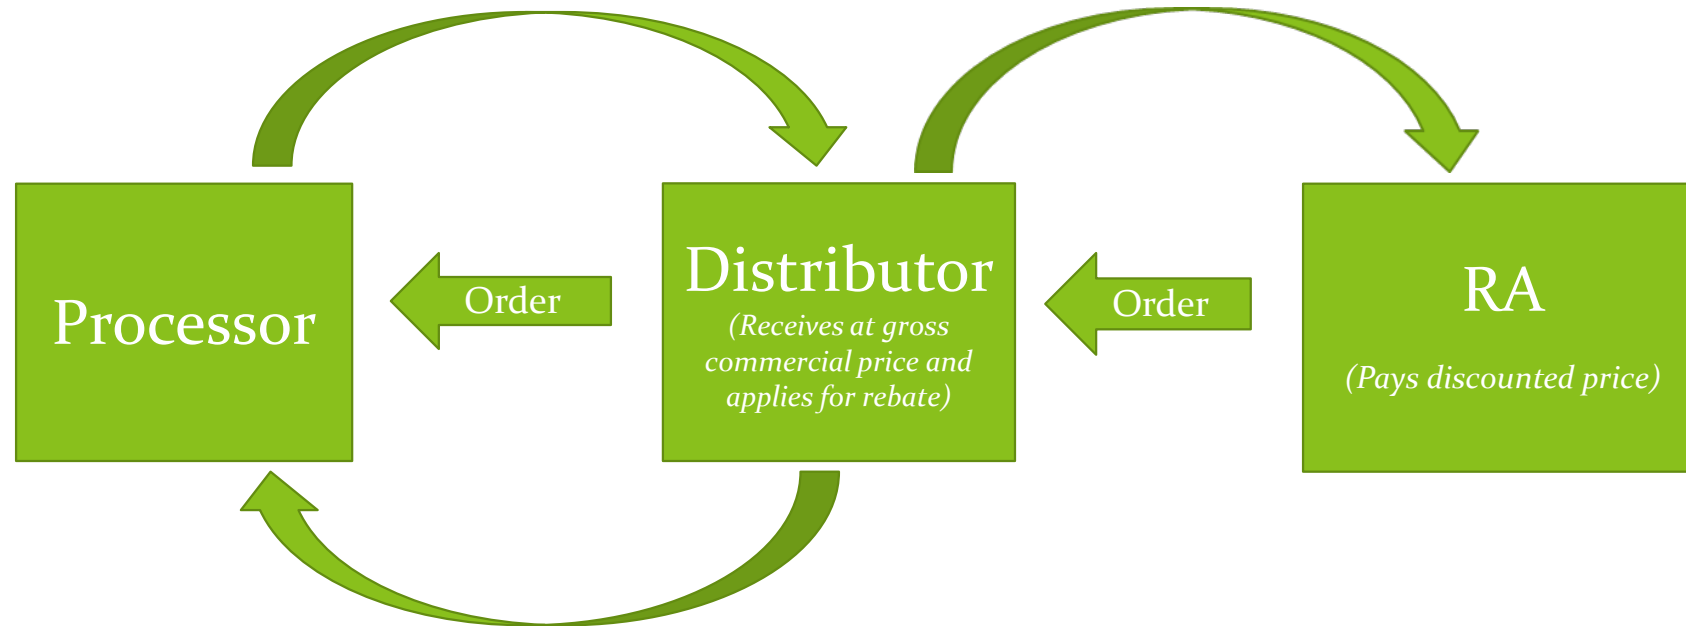 Processor
Order
Distributor
(Receives at gross
commercial price and
applies for rebate)
Order
RA
(Pays discounted price)